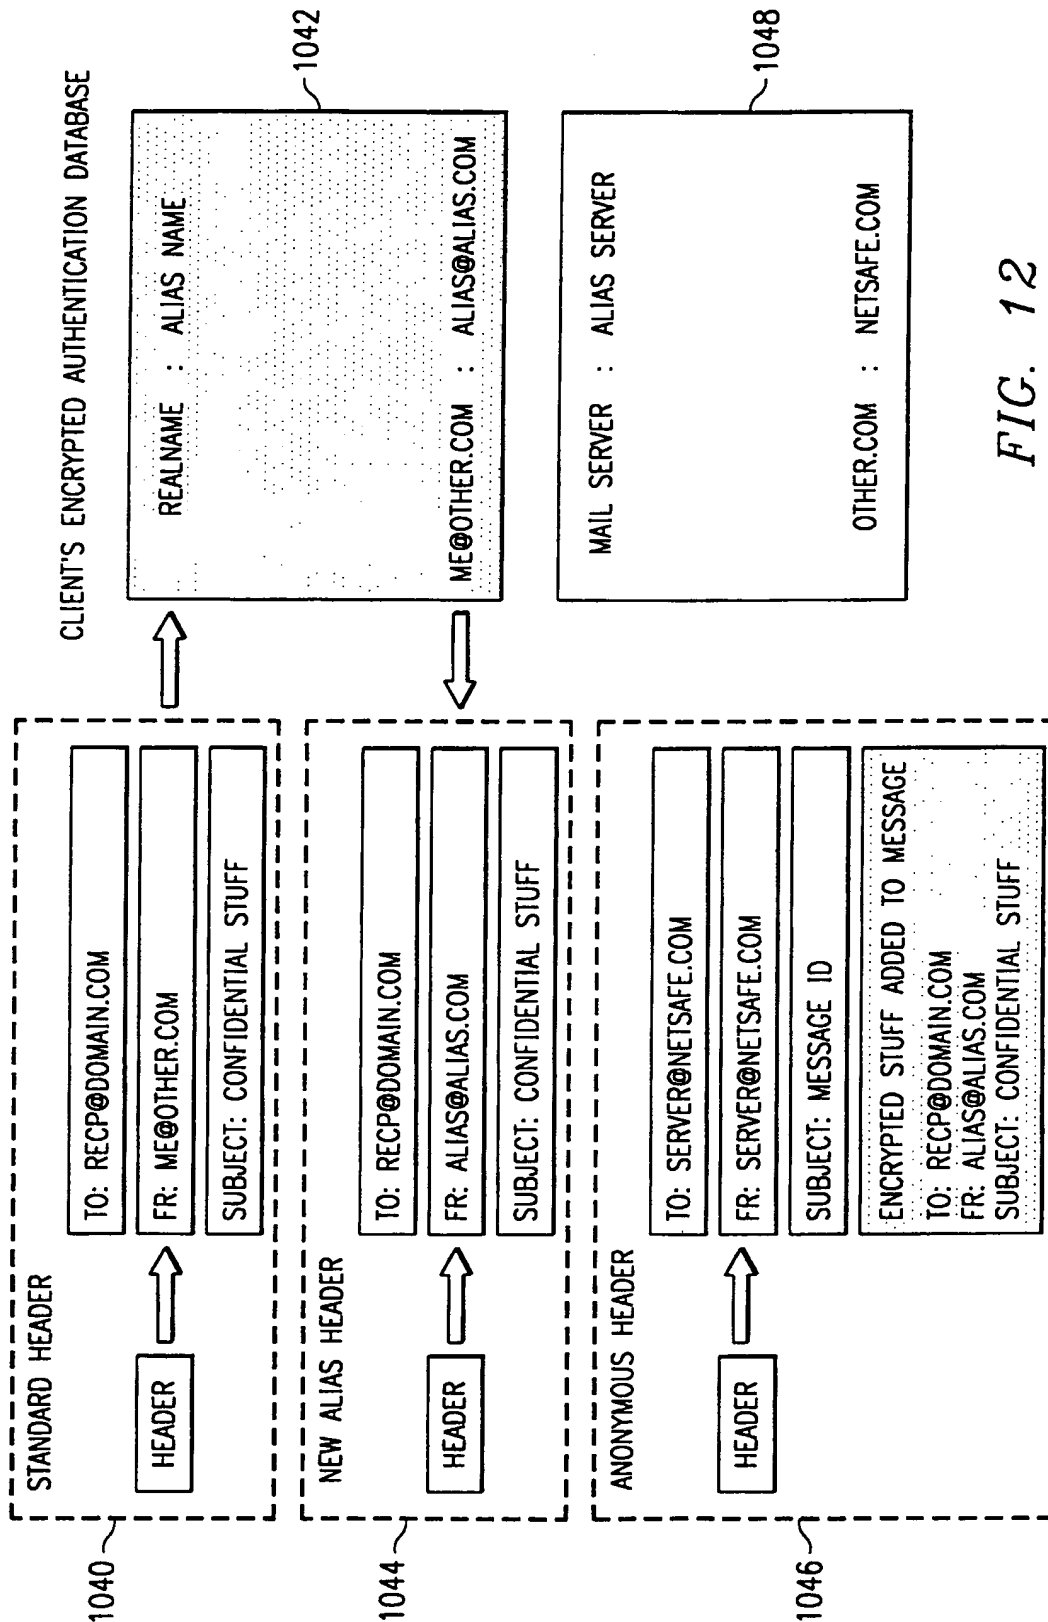 STANDARD HEADER
HEADER
TO: RECP@DOMAIN.COM
FR: ME@OTHER.COM
SUBJECT: CONFIDENTIAL STUFF
1040
CLIENT'S ENCRYPTED AUTHENTICATION DATABASE
REALNAME : ALIAS NAME
ME@OTHER.COM : ALIAS@ALIAS.COM
1042
NEW ALIAS HEADER
HEADER
TO: RECP@DOMAIN.COM
FR: ALIAS@ALIAS.COM
SUBJECT: CONFIDENTIAL STUFF
1044
MAIL SERVER : ALIAS SERVER
OTHER.COM : NETSAFE.COM
1048
ANONYMOUS HEADER
HEADER
TO: SERVER@NETSAFE.COM
FR: SERVER@NETSAFE.COM
SUBJECT: MESSAGE ID
ENCRYPTED STUFF ADDED TO MESSAGE
TO: RECP@DOMAIN.COM
FR: ALIAS@ALIAS.COM
SUBJECT: CONFIDENTIAL STUFF
1046
FIG. 12